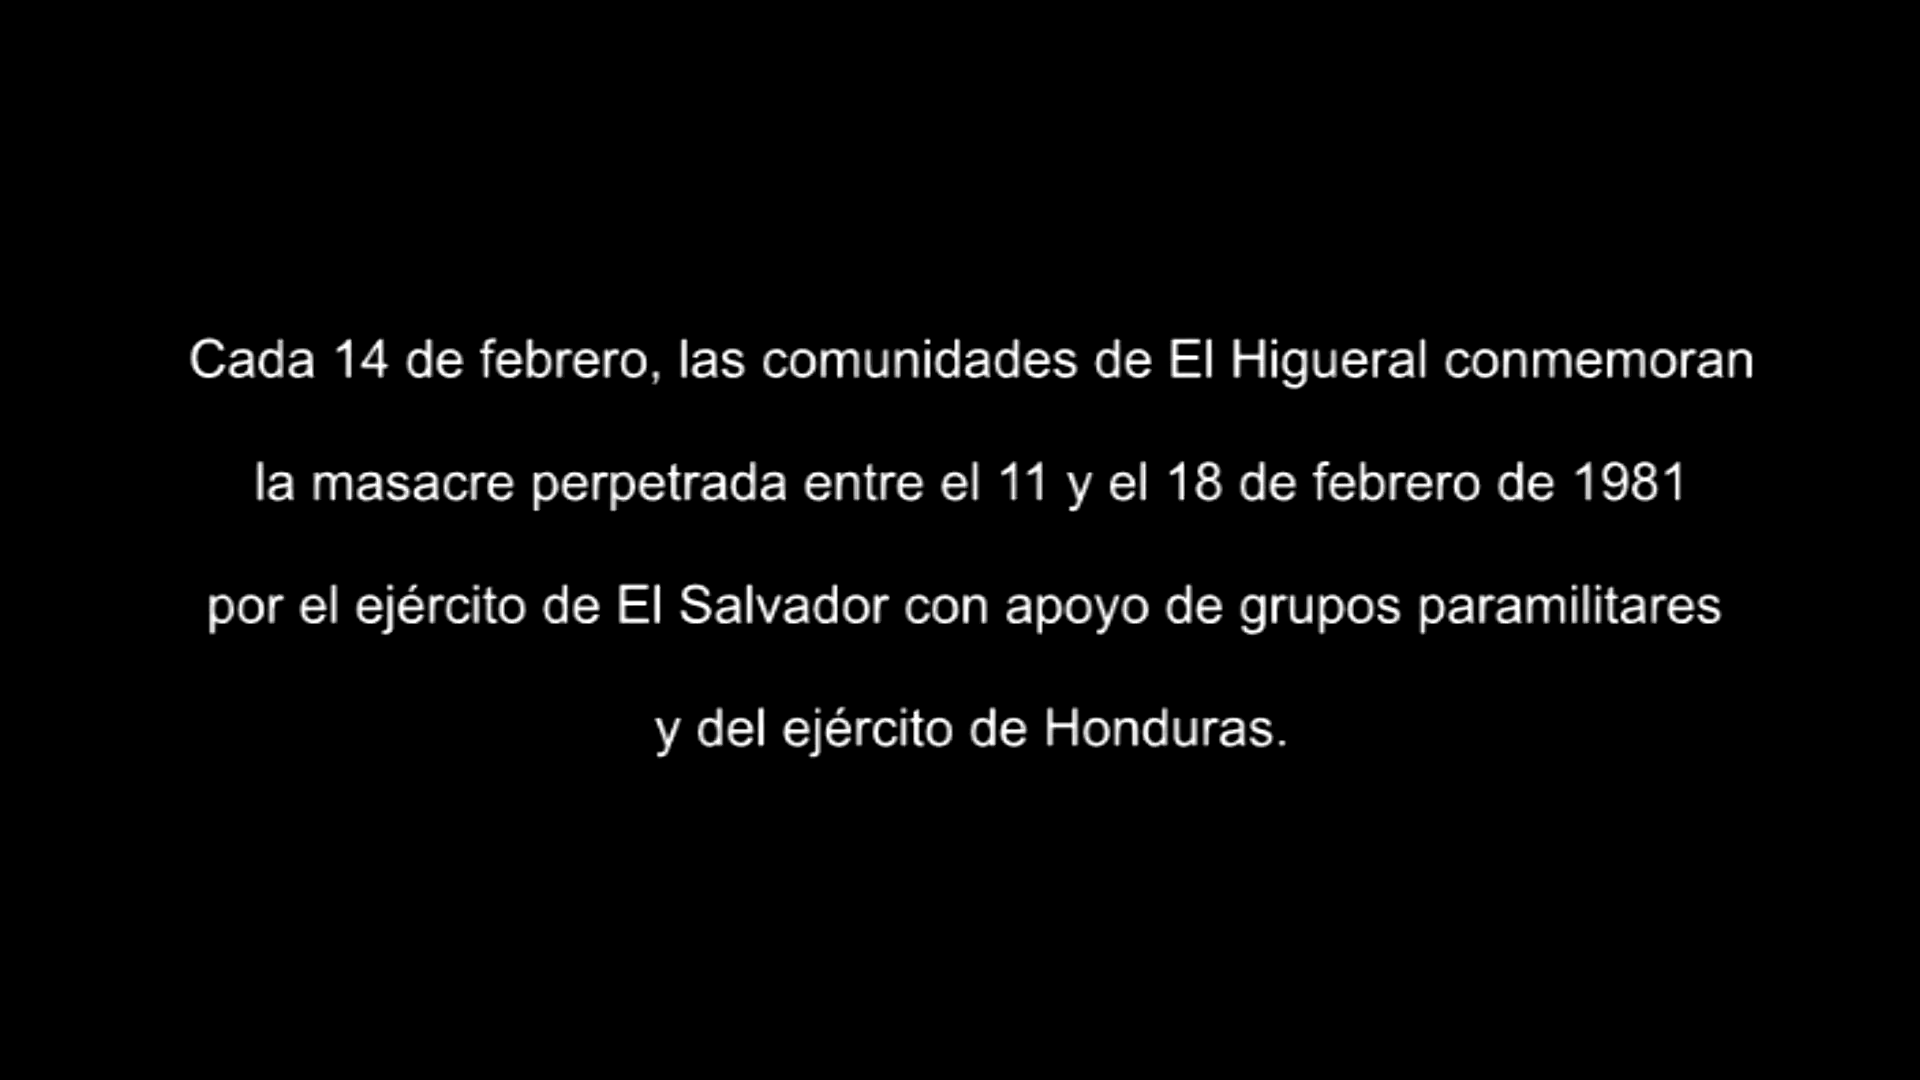 Cada 14 de febrero, las comunidades de El Higueral conmemoran
la masacre perpetrada entre el 11 y el 18 de febrero de 1981
por el ejército de El Salvador con apoyo de grupos paramilitares
y del ejército de Honduras.